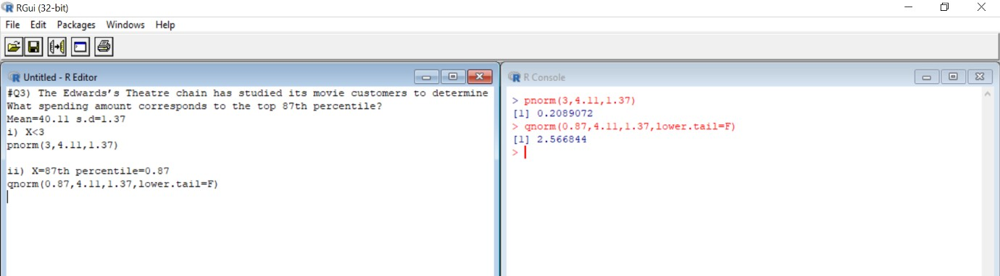 RGui (32-bit)
File Edit Packages Windows Help
Untitled - R Editor
#Q3) The Edwards’s Theatre chain has studied its movie customers to determine
What spending amount corresponds to the top 87th percentile?
Mean=40.11 s.d=1.37
i) X<3
pnorm(3,4.11,1.37)
ii) X=87th percentile=0.87
qnorm(0.87,4.11,1.37,lower.tail=F)
R Console
> pnorm(3,4.11,1.37)
[1] 0.2089072
> qnorm(0.87,4.11,1.37,lower.tail=F)
[1] 2.566844
>